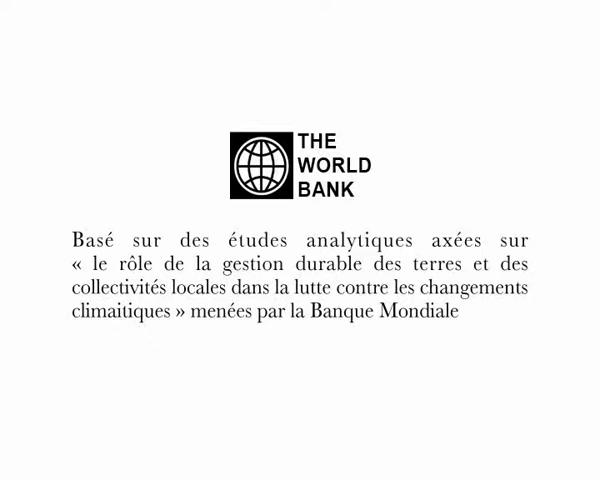 THE
WORLD
BANK
Basé sur des études analytiques axées sur
« le rôle de la gestion durable des terres et des
collectivités locales dans la lutte contre les changements
climaitiques » menées par la Banque Mondiale